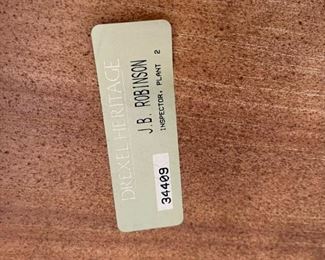 DREXEL HERITAGE
J.B. ROBINSON
INSPECTOR, PLANT 2
34409